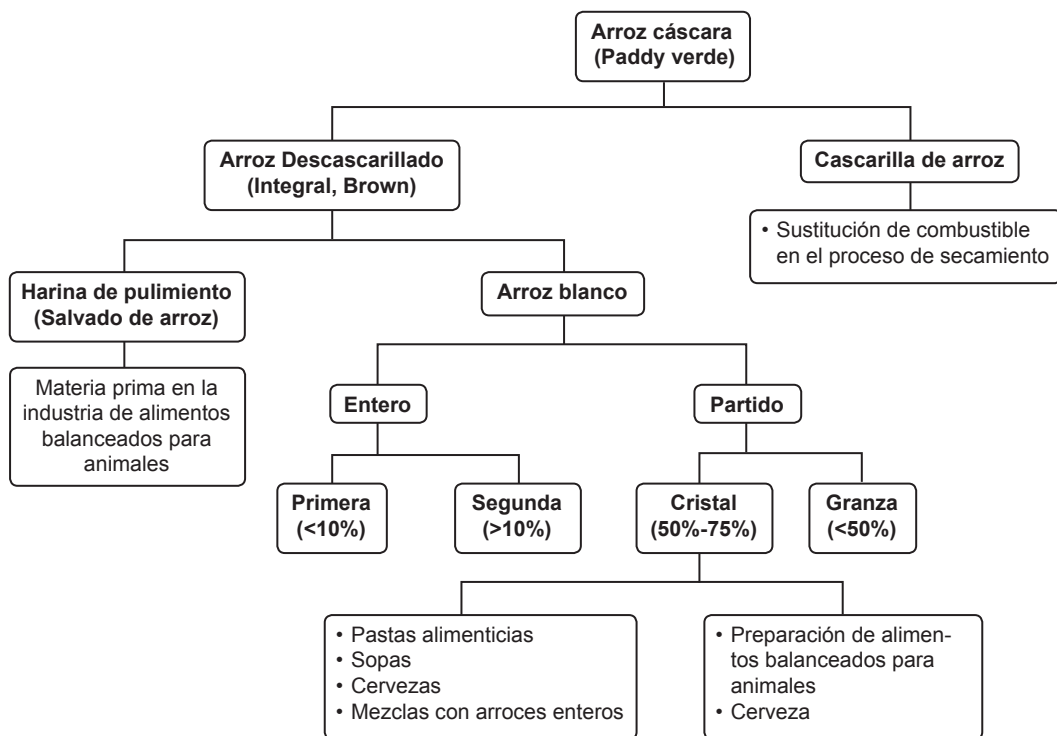 Arroz cáscara
(Paddy verde)
Arroz Descascarillado
(Integral, Brown)
Cascarilla de arroz
• Sustitución de combustible
en el proceso de secamiento
Harina de pulimiento
(Salvado de arroz)
Arroz blanco
Materia prima en la
industria de alimentos
balanceados para
animales
Entero
Partido
Primera
(<10%)
Segunda
(>10%)
Cristal
(50%-75%)
Granza
(<50%)
• Pastas alimenticias
• Sopas
• Cervezas
• Mezclas con arroces enteros
• Preparación de alimen-
tos balanceados para
animales
• Cerveza